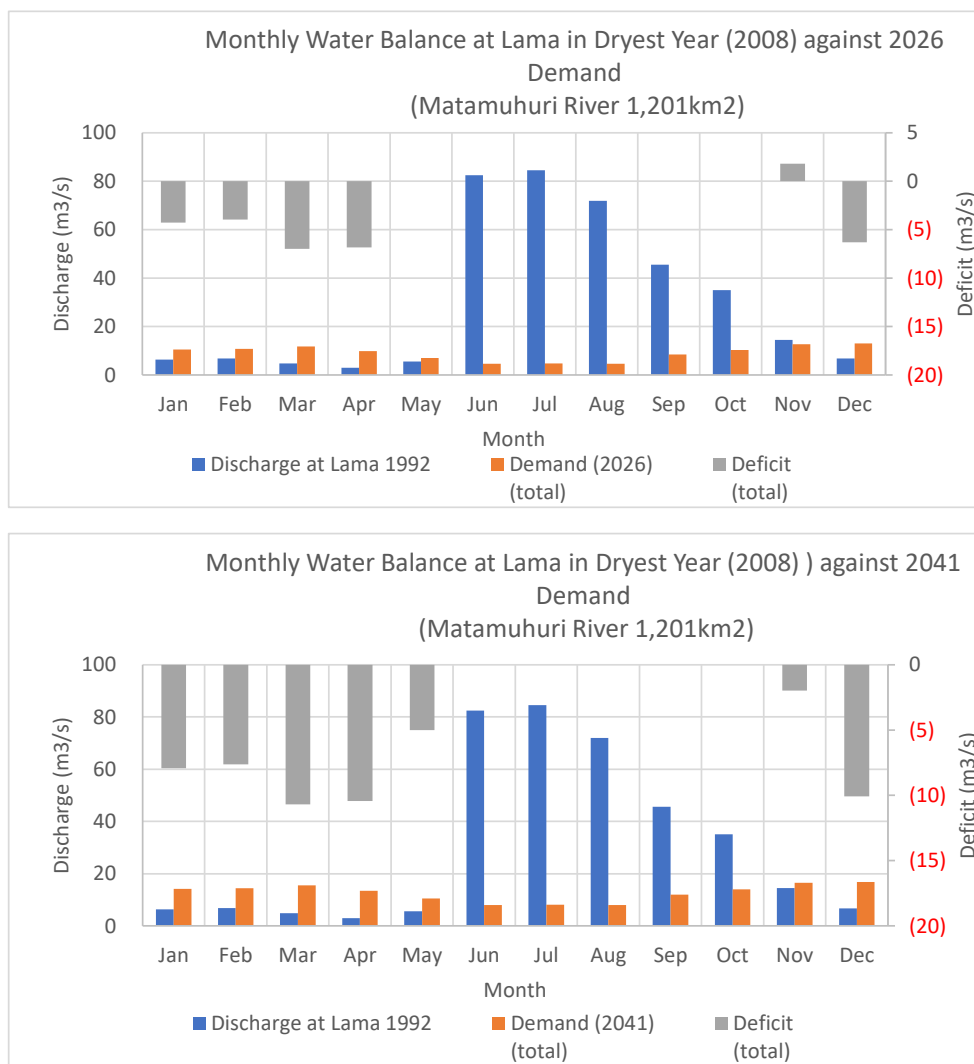 Monthly Water Balance at Lama in Dryest Year (2008) against 2026
Demand
(Matamuhuri River 1,201km2)
100
80
60
40
20
0
Discharge (m3/s)
5
0
(5)
(10)
(15)
(20)
Deficit (m3/s)
Jan Feb Mar Apr May Jun Jul Aug Sep Oct Nov Dec
Month
Discharge at Lama 1992
Demand (2026)
(total)
Deficit
(total)
Monthly Water Balance at Lama in Dryest Year (2008) ) against 2041
Demand
(Matamuhuri River 1,201km2)
100
80
60
40
20
0
Discharge (m3/s)
0
(5)
(10)
(15)
(20)
Deficit (m3/s)
Jan Feb Mar Apr May Jun Jul Aug Sep Oct Nov Dec
Month
Discharge at Lama 1992
Demand (2041)
(total)
Deficit
(total)